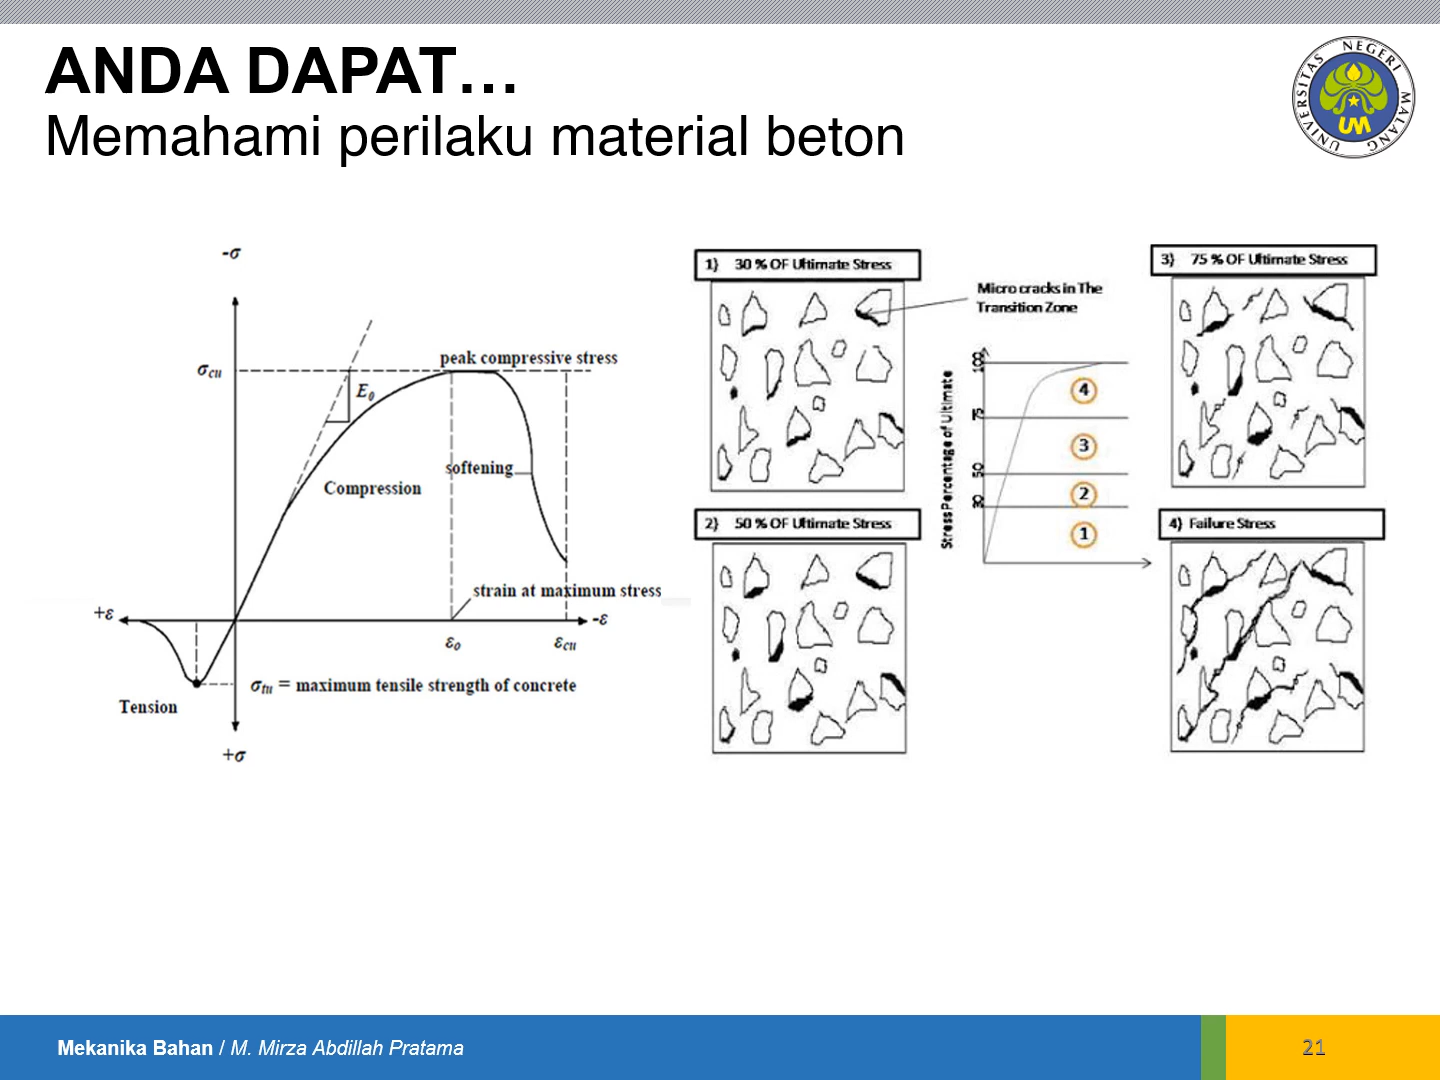 ANDA DAPAT…
Memahami perilaku material beton
UNIVERSITAS NEGERI MALANG
UM
-σ
σcu
E0
peak compressive stress
softening
Compression
strain at maximum stress
+ε
-ε
εo
εcu
σtu = maximum tensile strength of concrete
Tension
+σ
1) 30 % OF Ultimate Stress
Micro cracks in The
Transition Zone
2) 50 % OF Ultimate Stress
Stress Percentage of Ultimate
100
75
50
30
4
3
2
1
3) 75 % OF Ultimate Stress
4) Failure Stress
Mekanika Bahan / M. Mirza Abdillah Pratama
21